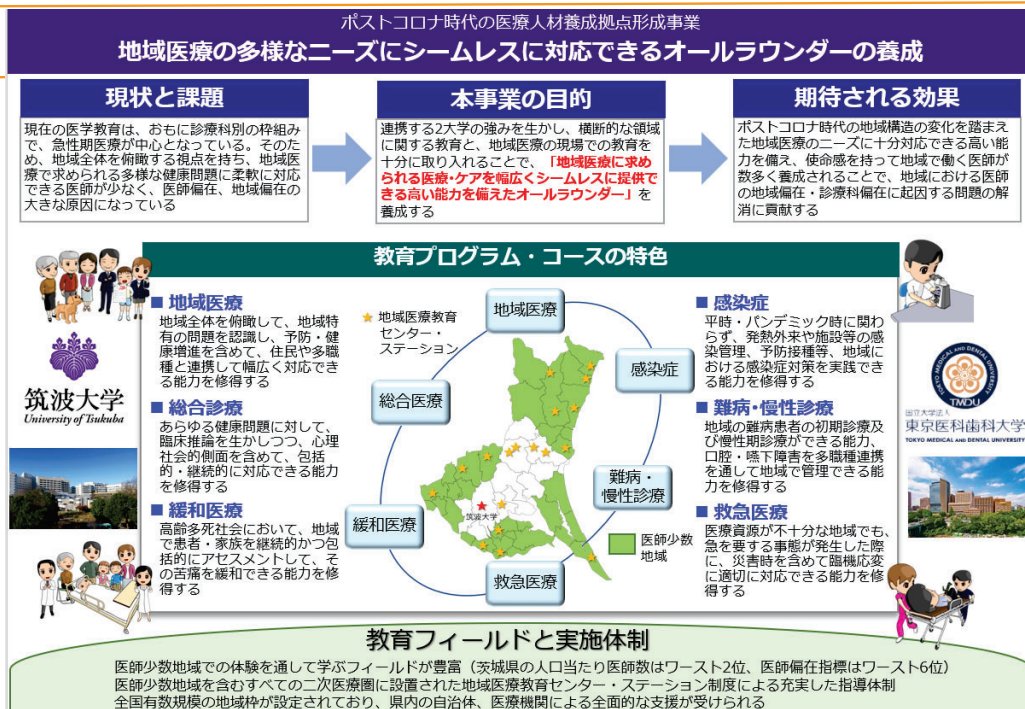 ポストコロナ時代の医療人材養成拠点形成事業
地域医療の多様なニーズにシームレスに対応できるオールラウンダーの養成
現状と課題
現在の医学教育は、おもに診療科別の枠組み
で、急性期医療が中心となっている。そのた
め、地域全体を俯瞰する視点を持ち、地域医
療で求められる多様な健康問題に柔軟に対応
できる医師が少なく、医師偏在、地域偏在の
大きな原因になっている
本事業の目的
連携する2大学の強みを生かし、横断的な領域
に関する教育と、地域医療の現場での教育を
十分に取り入れることで、「地域医療に求め
られる医療・ケアを幅広くシームレスに提供で
きる高い能力を備えたオールラウンダー」を
養成する
期待される効果
ポストコロナ時代の地域構造の変化を踏まえ
た地域医療のニーズに十分対応できる高い能
力を備え、使命感を持って地域で働く医師が
数多く養成されることで、地域における医師
の地域偏在・診療科偏在に起因する問題の解
消に貢献する
教育プログラム・コースの特色
■ 地域医療
地域全体を俯瞰して、地域特
有の問題を認識し、予防・健
康増進を含めて、住民や多職
種と連携して幅広く対応でき
る能力を修得する
■ 総合診療
あらゆる健康問題に対して、
臨床推論を生かしつつ、心理
社会的側面を含めて、包括
的・継続的に対応できる能力
を修得する
■ 緩和医療
高齢多死社会において、地域
で患者・家族を継続的かつ包
括的にアセスメントして、そ
の苦痛を緩和できる能力を修
得する
筑波大学
University of Tsukuba
★ 地域医療教育
センター・
ステーション
地域医療
感染症
総合医療
難病・
慢性診療
緩和医療
救急医療
筑波大学
医師少数
地域
■ 感染症
平時・パンデミック時に関わ
らず、発熱外来や施設等の感
染管理、予防接種等、地域に
おける感染症対策を実践でき
る能力を修得する
■ 難病・慢性診療
地域の難病患者の初期診療及
び慢性期診療ができる能力、
口腔・嚥下障害を多職種連携
を通して地域で管理できる能
力を修得する
■ 救急医療
医療資源が不十分な地域でも、
急を要する事態が発生した際
に、災害時を含めて臨機応変
に適切に対応できる能力を修
得する
TOKYO MEDICAL AND DENTAL UNIVERSITY
TMDU
国立大学法人
東京医科歯科大学
TOKYO MEDICAL AND DENTAL UNIVERSITY
教育フィールドと実施体制
医師少数地域での体験を通して学ぶフィールドが豊富（茨城県の人口当たり医師数はワースト2位、医師偏在指標はワースト6位）
医師少数地域を含むすべての二次医療圏に設置された地域医療教育センター・ステーション制度による充実した指導体制
全国有数規模の地域枠が設定されており、県内の自治体、医療機関による全面的な支援が受けられる